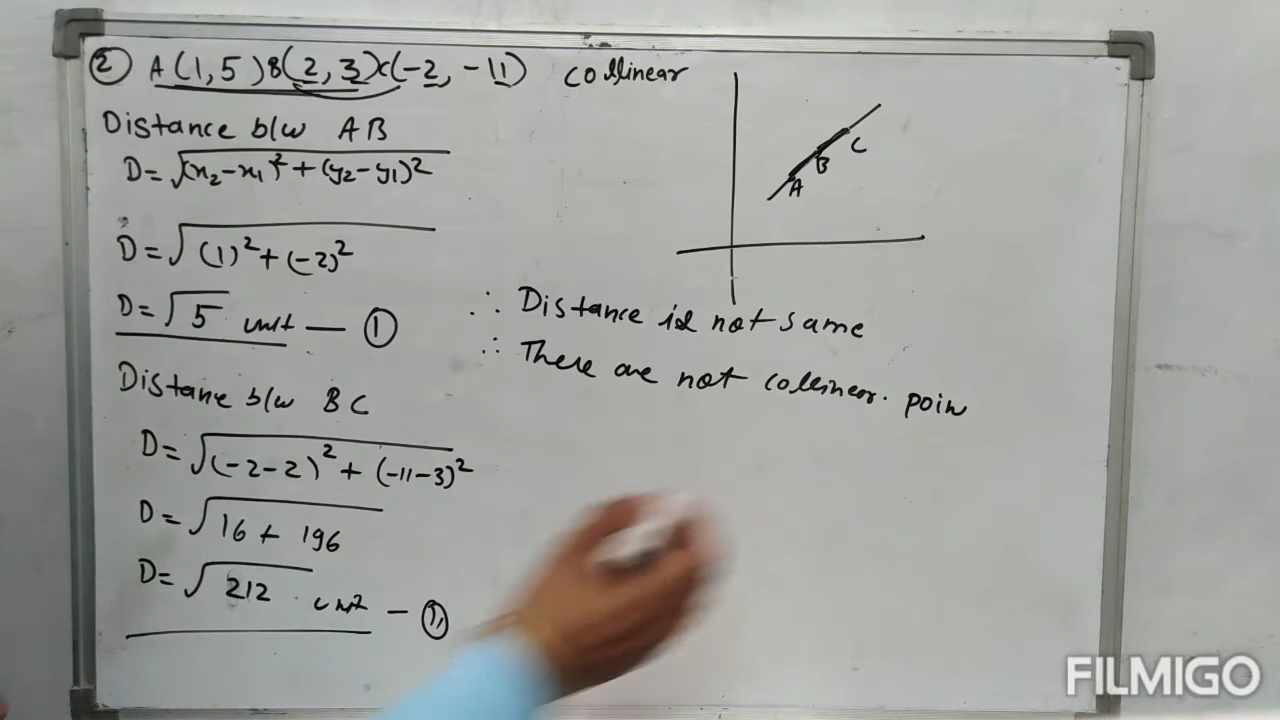 ② A(1,5)B(2,3)C(-2,-11) Collinear
Distance b/w AB
D=√(x₂-x₁)²+(y₂-y₁)²
D=√(1)²+(-2)²
D=√5 unit — ①
Distane b/w BC
D=√(-2-2)²+(-11-3)²
D=√16+196
D=√212 unit — ⑪
C
B
A
∴ Distance is not same
∴ There are not collinear. poin
FILMIGO